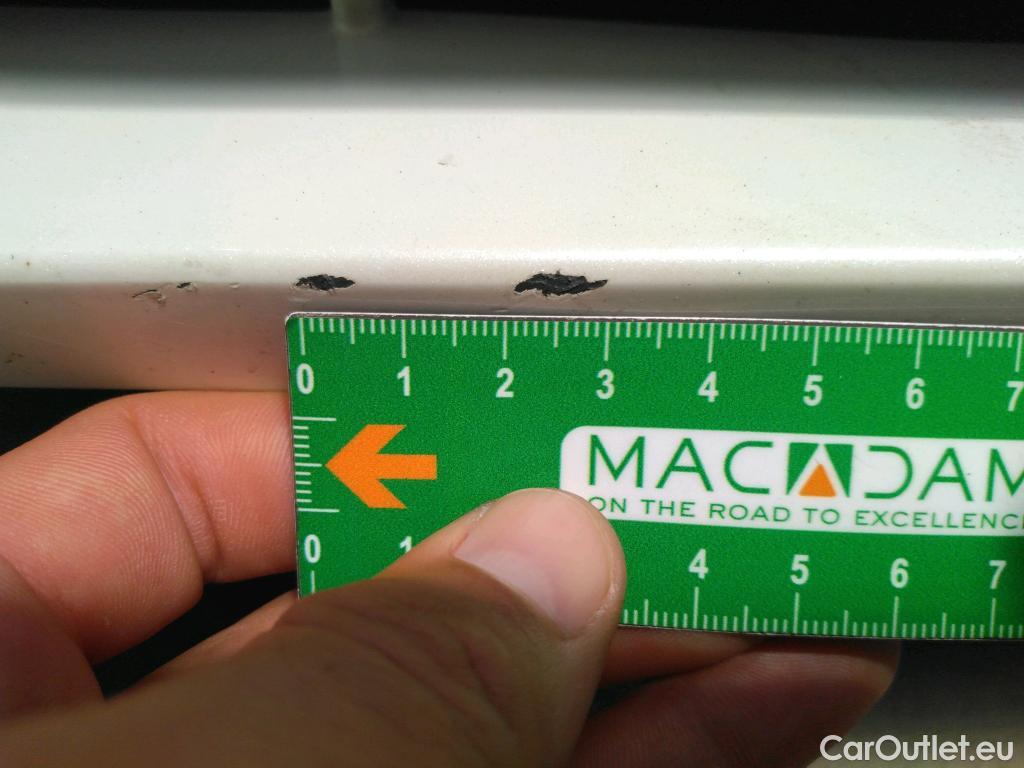 0 1 2 3 4 5 6 7
MACADAM
ON THE ROAD TO EXCELLENC
0 1 4 5 6 7
CarOutlet.eu